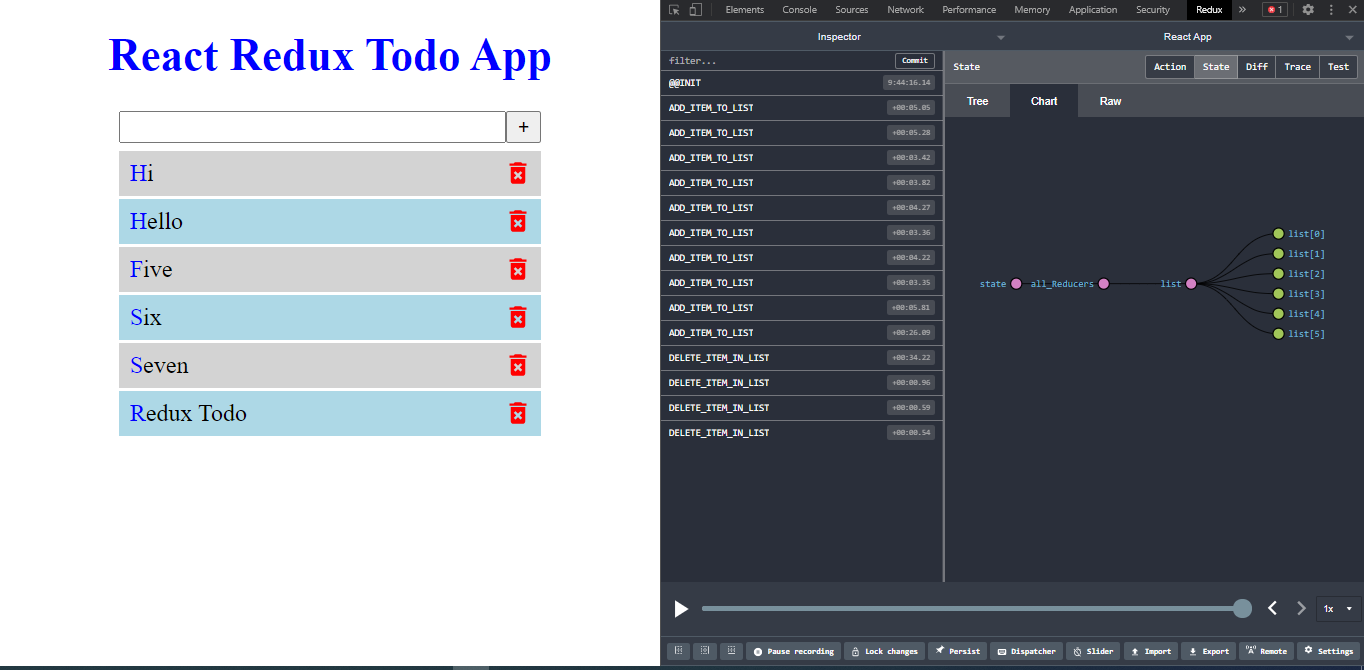 React Redux Todo App
+
Hi
Hello
Five
Six
Seven
Redux Todo
Elements Console Sources Network Performance Memory Application Security Redux » 1
Inspector React App
filter... Commit
@@INIT 9:44:16.14
ADD_ITEM_TO_LIST +00:05.05
ADD_ITEM_TO_LIST +00:05.28
ADD_ITEM_TO_LIST +00:03.42
ADD_ITEM_TO_LIST +00:03.82
ADD_ITEM_TO_LIST +00:04.27
ADD_ITEM_TO_LIST +00:03.36
ADD_ITEM_TO_LIST +00:04.22
ADD_ITEM_TO_LIST +00:03.35
ADD_ITEM_TO_LIST +00:05.81
ADD_ITEM_TO_LIST +00:26.09
DELETE_ITEM_IN_LIST +00:34.22
DELETE_ITEM_IN_LIST +00:00.96
DELETE_ITEM_IN_LIST +00:00.59
DELETE_ITEM_IN_LIST +00:00.54
State Action State Diff Trace Test
Tree Chart Raw
state all_Reducers list
list[0]
list[1]
list[2]
list[3]
list[4]
list[5]
1x
Pause recording Lock changes Persist Dispatcher Slider Import Export Remote Settings